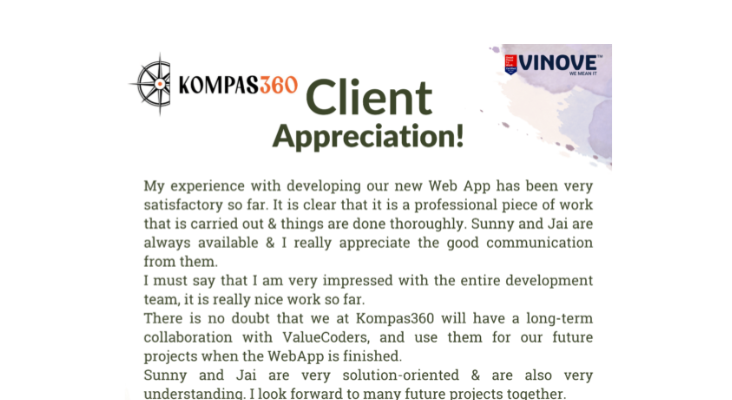 KOMPAS360
VINOVE™
WE MEAN IT
Client
Appreciation!
My experience with developing our new Web App has been very
satisfactory so far. It is clear that it is a professional piece of work
that is carried out & things are done thoroughly. Sunny and Jai are
always available & I really appreciate the good communication
from them.
I must say that I am very impressed with the entire development
team, it is really nice work so far.
There is no doubt that we at Kompas360 will have a long-term
collaboration with ValueCoders, and use them for our future
projects when the WebApp is finished.
Sunny and Jai are very solution-oriented & are also very
understanding. I look forward to many future projects together.